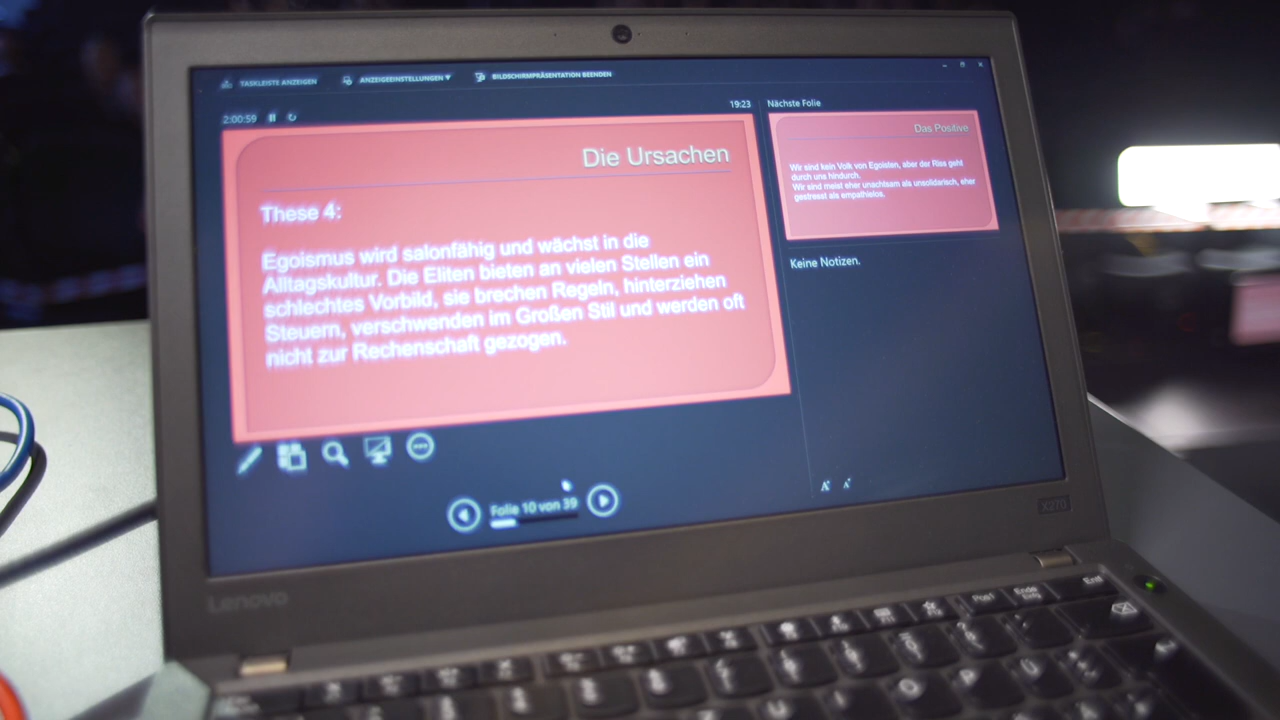 TASKLEISTE ANZEIGEN
ANZEIGEEINSTELLUNGEN ▼
BILDSCHIRMPRÄSENTATION BEENDEN
2:00:59
19:23
Die Ursachen
These 4:
Egoismus wird salonfähig und wächst in die
Alltagskultur. Die Eliten bieten an vielen Stellen ein
schlechtes Vorbild, sie brechen Regeln, hinterziehen
Steuern, verschwenden im Großen Stil und werden oft
nicht zur Rechenschaft gezogen.
Nächste Folie
Das Positive
Wir sind kein Volk von Egoisten, aber der Riss geht
durch uns hindurch.
Wir sind meist eher unachtsam als unsolidarisch, eher
gestresst als empathielos.
Keine Notizen.
Folie 10 von 39
X270
Lenovo
Pos1
Ende
Entf